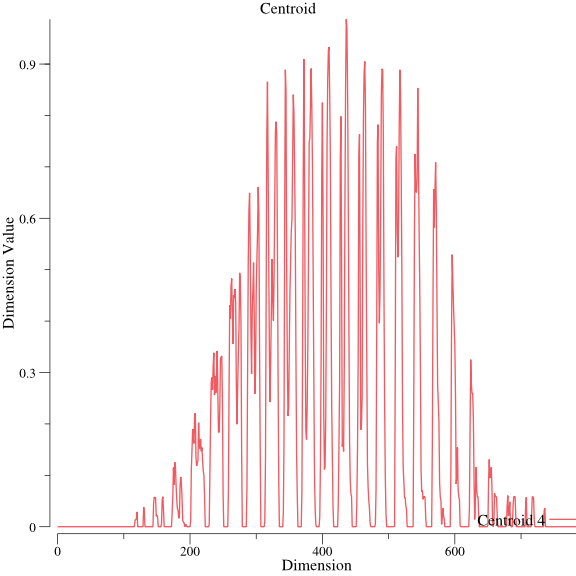 Centroid
0.9
0.6
0.3
0
Dimension Value
0 200 400 600
Dimension
Centroid 4